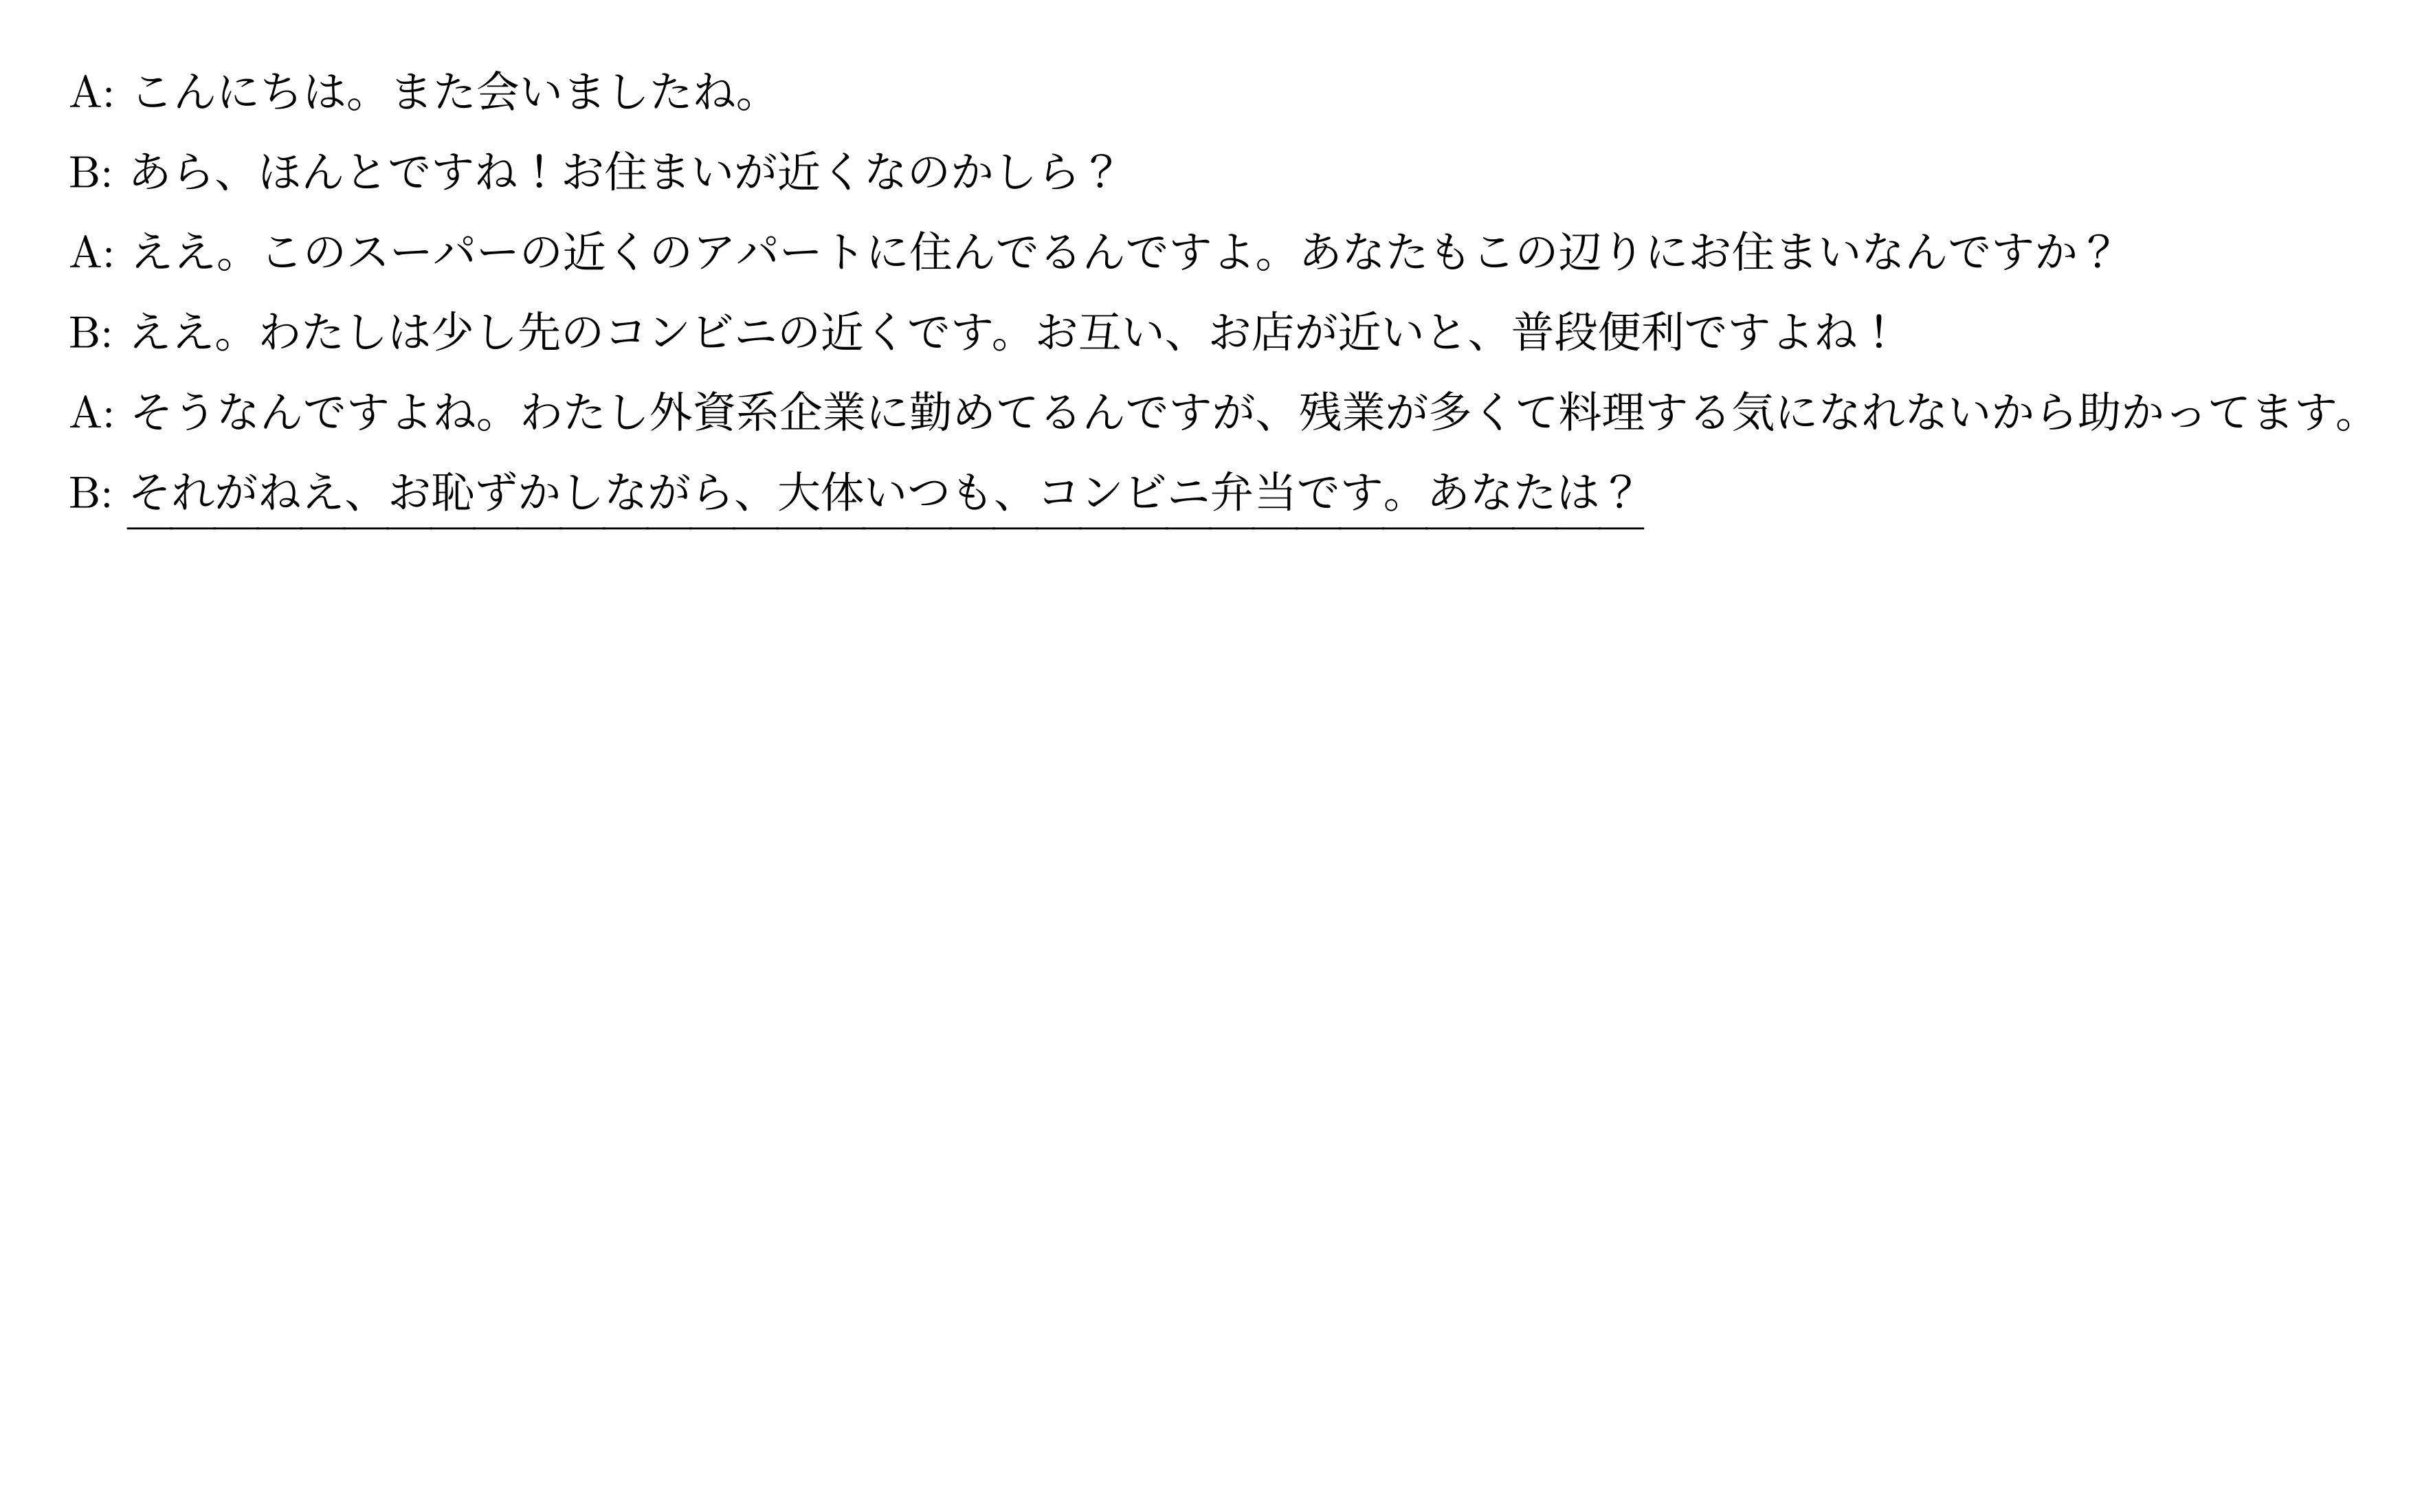 A: こんにちは。また会いましたね。
B: あら、ほんとですね！お住まいが近くなのかしら？
A: ええ。このスーパーの近くのアパートに住んでるんですよ。あなたもこの辺りにお住まいなんですか？
B: ええ。わたしは少し先のコンビニの近くです。お互い、お店が近いと、普段便利ですよね！
A: そうなんですよね。わたし外資系企業に勤めてるんですが、残業が多くて料理する気になれないから助かってます。
B: それがねえ、お恥ずかしながら、大体いつも、コンビニ弁当です。あなたは？